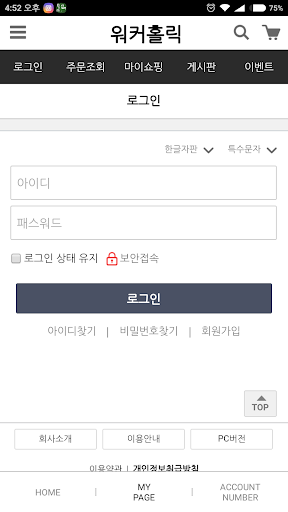 4:52 오후 75%
워커홀릭
로그인 주문조회 마이쇼핑 게시판 이벤트
로그인
한글자판 특수문자
아이디
패스워드
로그인 상태 유지 보안접속
로그인
아이디찾기 | 비밀번호찾기 | 회원가입
TOP
회사소개 이용안내 PC버전
이용약관 | 개인정보취급방침
HOME | MY PAGE | ACCOUNT NUMBER